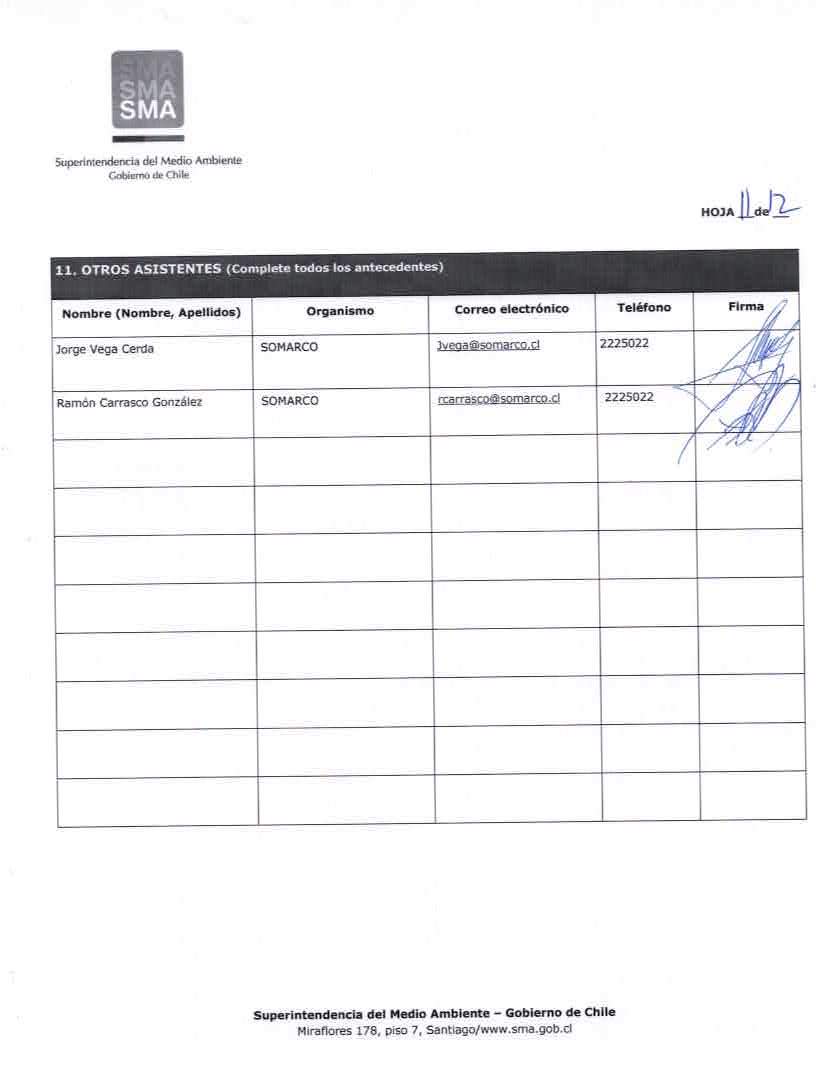 SMA
SMA
SMA
Superintendencia del Medio Ambiente
Gobierno de Chile
HOJA 11 de 12
11. OTROS ASISTENTES (Complete todos los antecedentes)
Nombre (Nombre, Apellidos) Organismo Correo electrónico Teléfono Firma
Jorge Vega Cerda SOMARCO Jvega@somarco.cl 2225022
Ramón Carrasco González SOMARCO rcarrasco@somarco.cl 2225022
Superintendencia del Medio Ambiente – Gobierno de Chile
Miraflores 178, piso 7, Santiago/www.sma.gob.cl